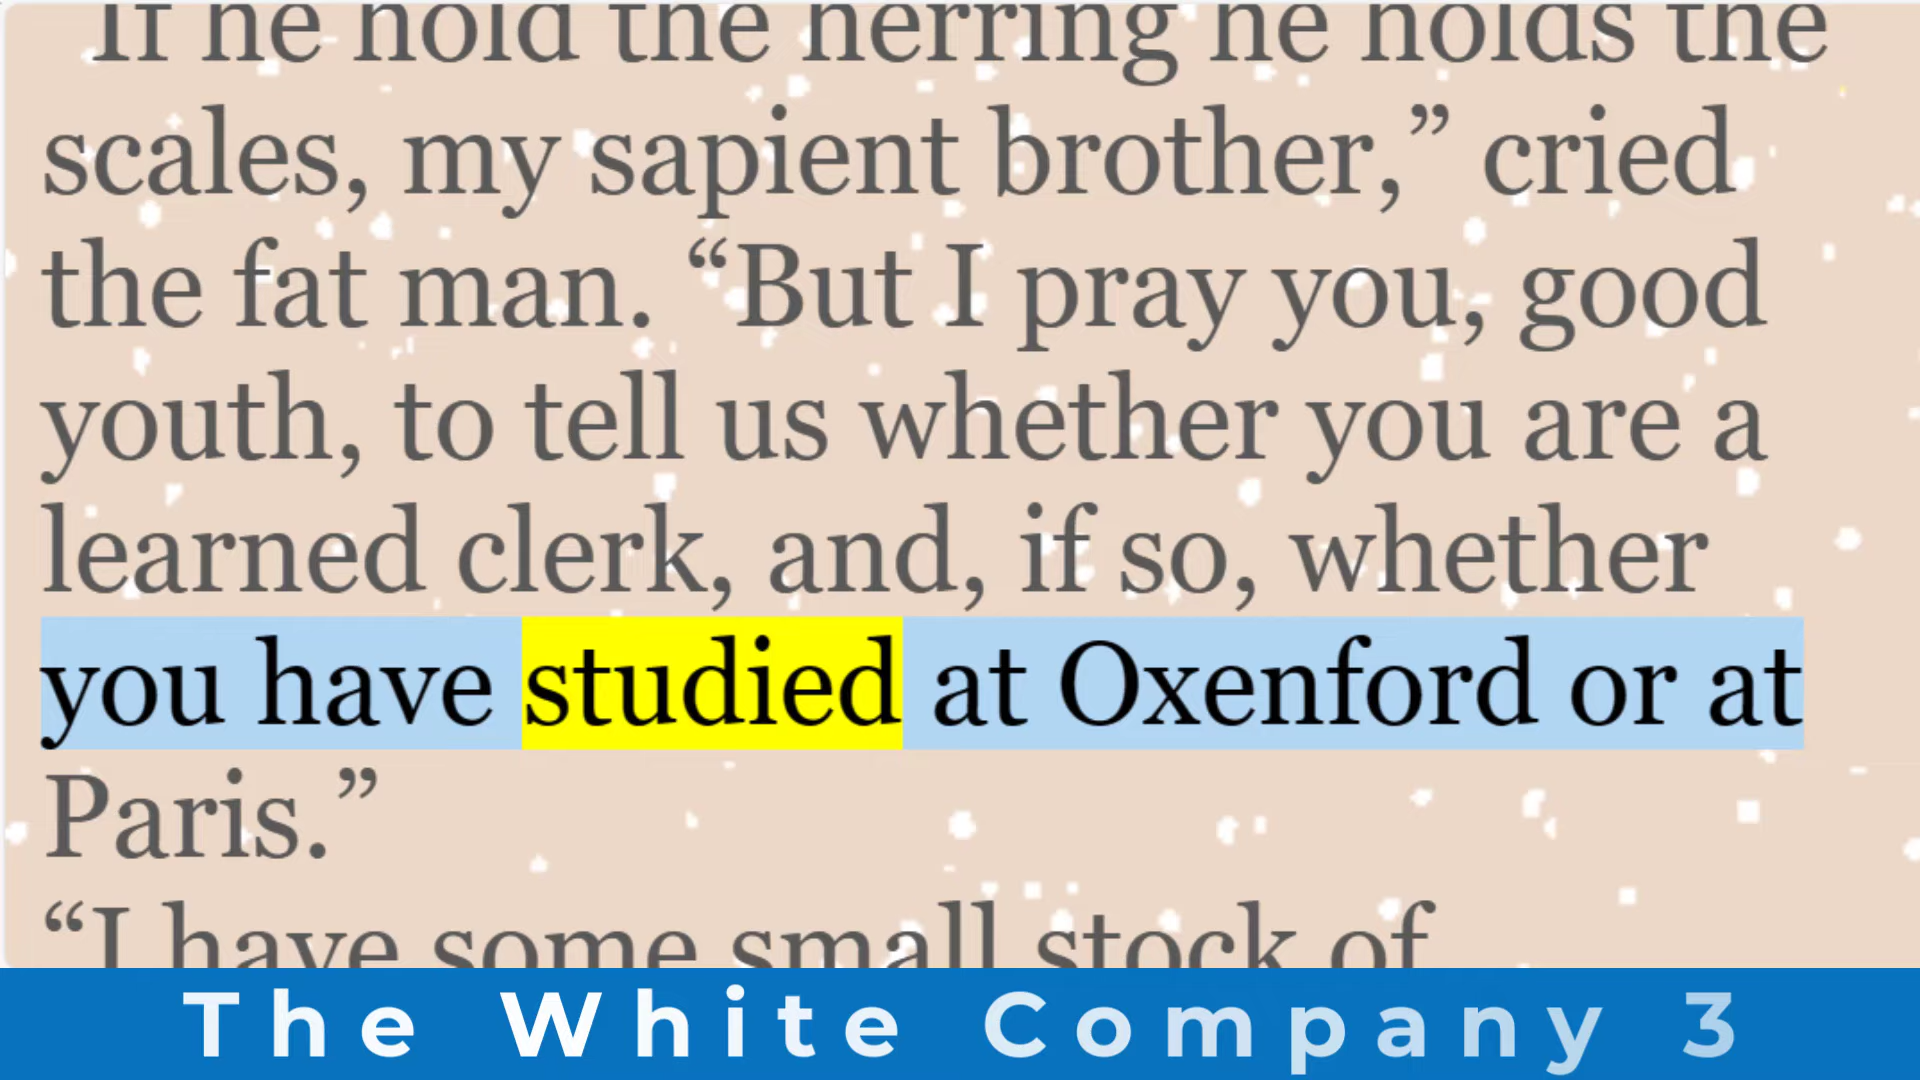 If he hold the herring he holds the
scales, my sapient brother,” cried
the fat man. “But I pray you, good
youth, to tell us whether you are a
learned clerk, and, if so, whether
you have studied at Oxenford or at
Paris.”
“I have some small stock of
The White Company 3